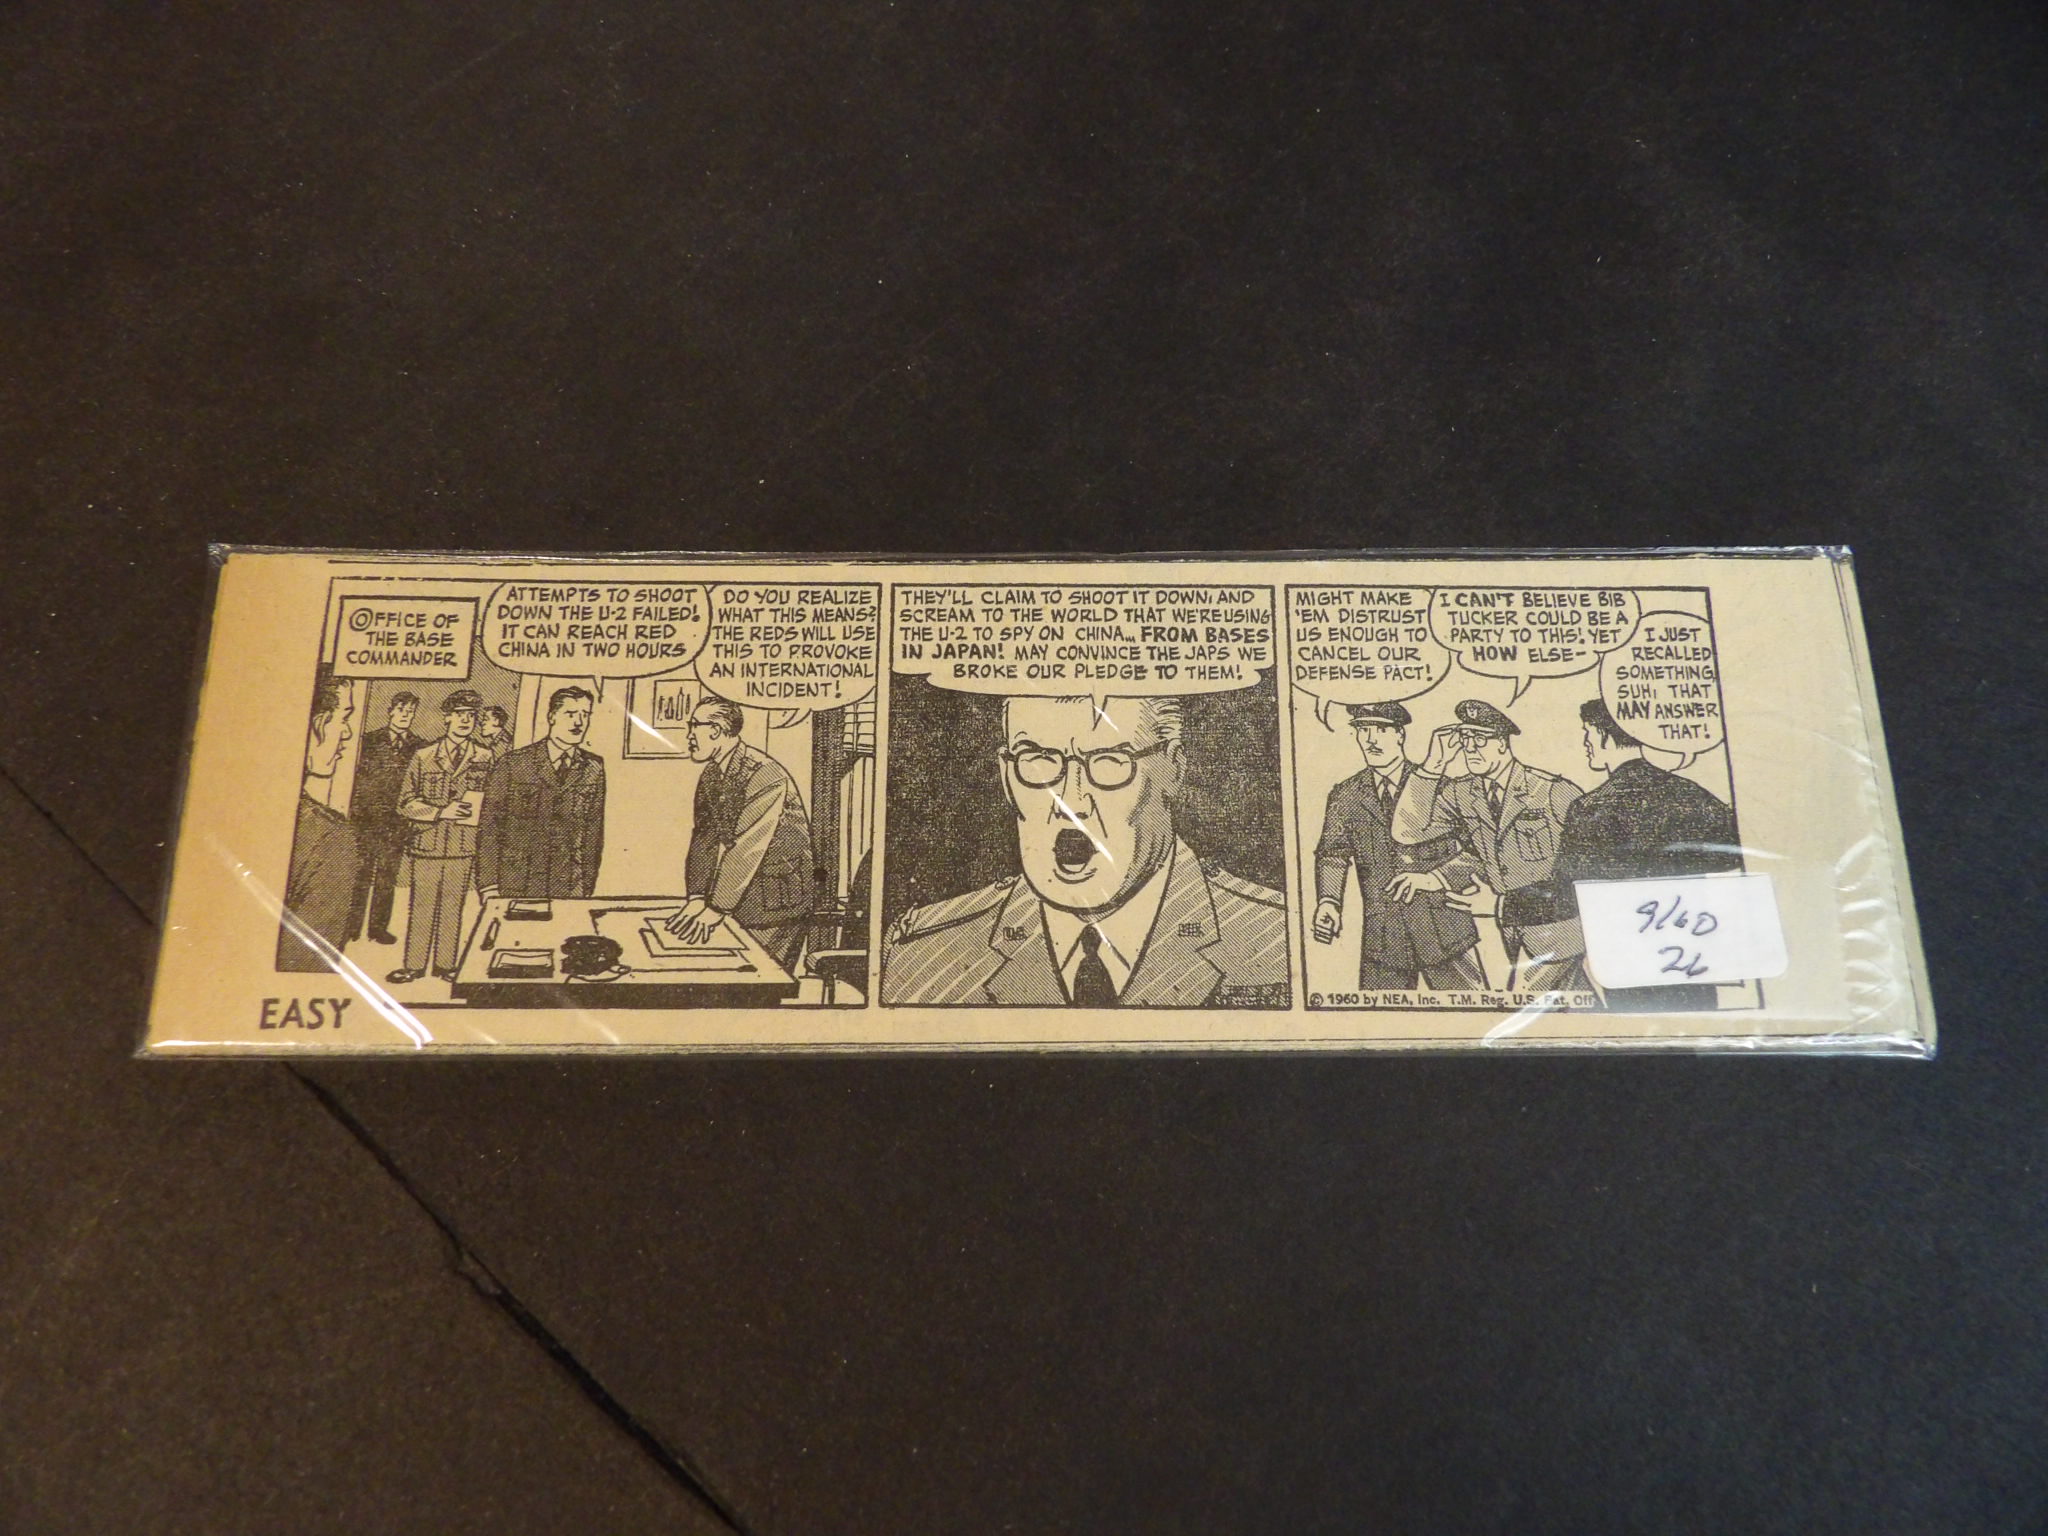 OFFICE OF
THE BASE
COMMANDER
ATTEMPTS TO SHOOT
DOWN THE U-2 FAILED!
IT CAN REACH RED
CHINA IN TWO HOURS
DO YOU REALIZE
WHAT THIS MEANS?
THE REDS WILL USE
THIS TO PROVOKE
AN INTERNATIONAL
INCIDENT!
THEY'LL CLAIM TO SHOOT IT DOWN, AND
SCREAM TO THE WORLD THAT WE'RE USING
THE U-2 TO SPY ON CHINA... FROM BASES
IN JAPAN! MAY CONVINCE THE JAPS WE
BROKE OUR PLEDGE TO THEM!
U.S.
MIGHT MAKE
'EM DISTRUST
US ENOUGH TO
CANCEL OUR
DEFENSE PACT!
I CAN'T BELIEVE BIB
TUCKER COULD BE A
PARTY TO THIS! YET
HOW ELSE-
I JUST
RECALLED
SOMETHING,
SUH, THAT
MAY ANSWER
THAT!
© 1960 by NEA, Inc. T.M. Reg. U.S. Pat. Off
EASY
9/60
26